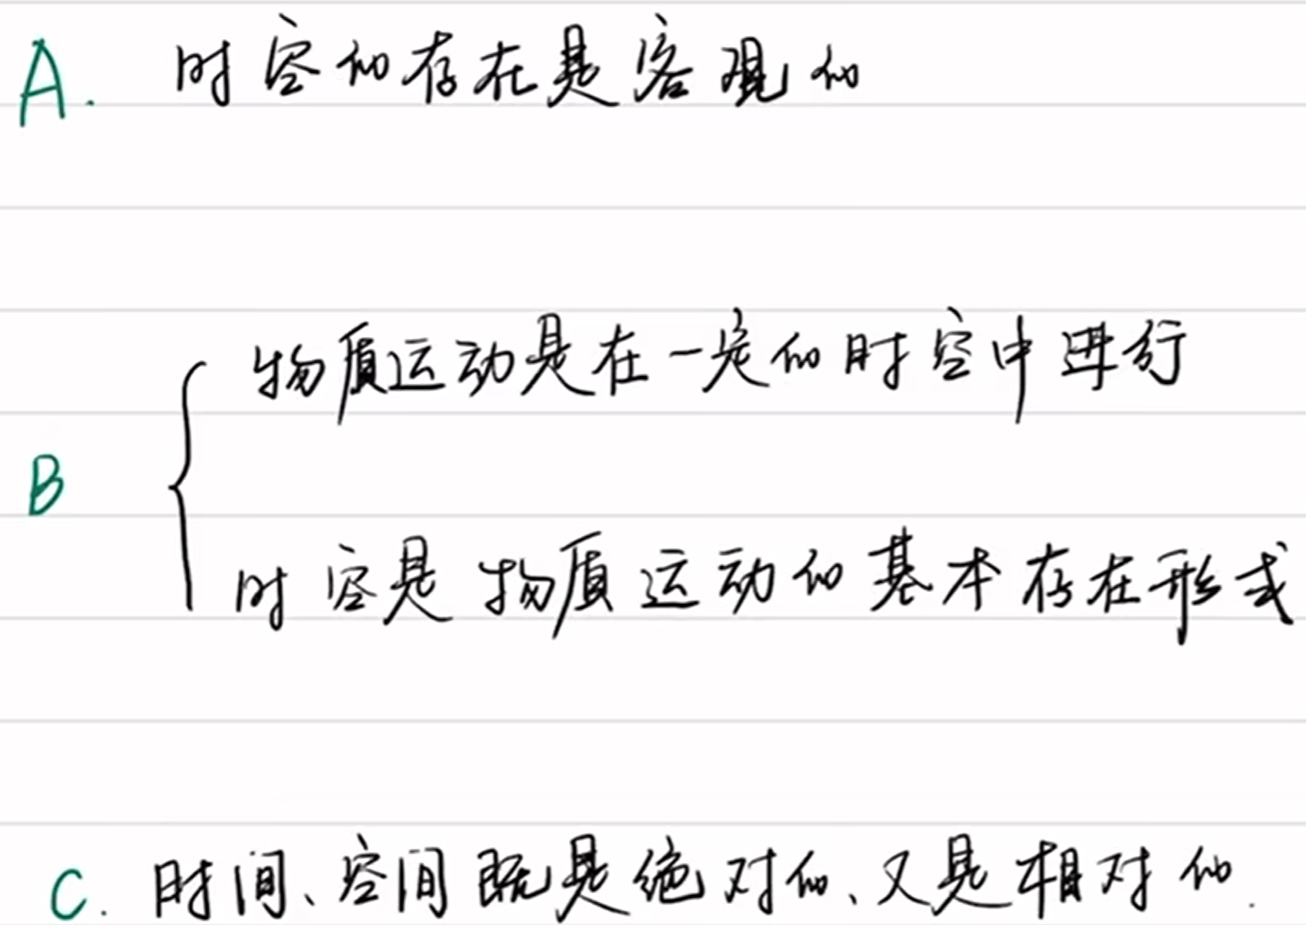 A. 时空的存在是客观的
物质运动是在一定的时空中进行
B
时空是物质运动的基本存在形式
C. 时间、空间既是绝对的、又是相对的.